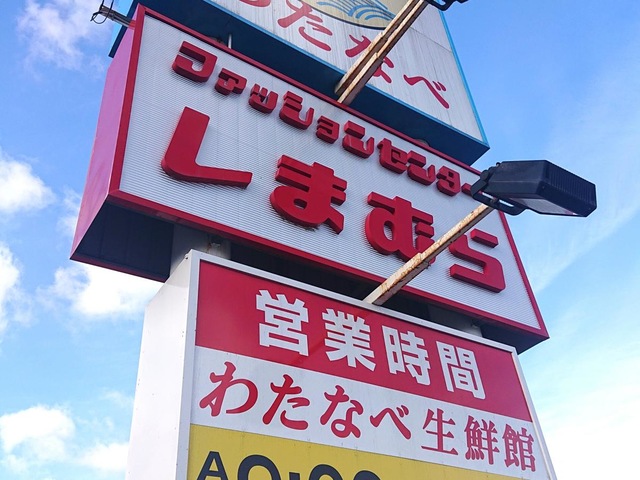 わたなべ
ファッションセンター
しまむら
営業時間
わたなべ生鮮館